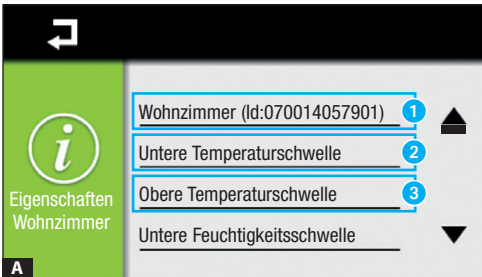 Wohnzimmer (Id:070014057901) 1
Untere Temperaturschwelle 2
Obere Temperaturschwelle 3
Untere Feuchtigkeitsschwelle
i
Eigenschaften
Wohnzimmer
A